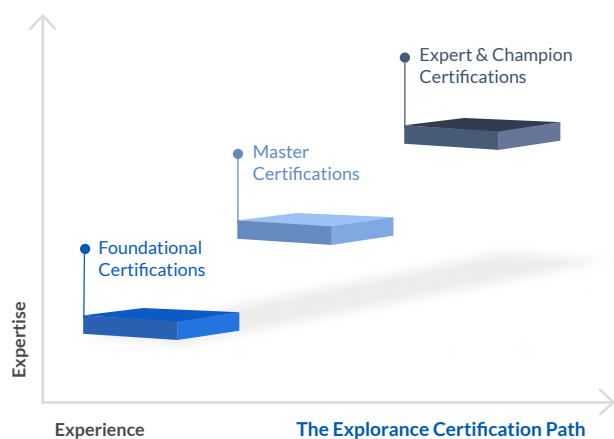 Expert & Champion
Certifications
Master
Certifications
Foundational
Certifications
Expertise
Experience
The Explorance Certification Path